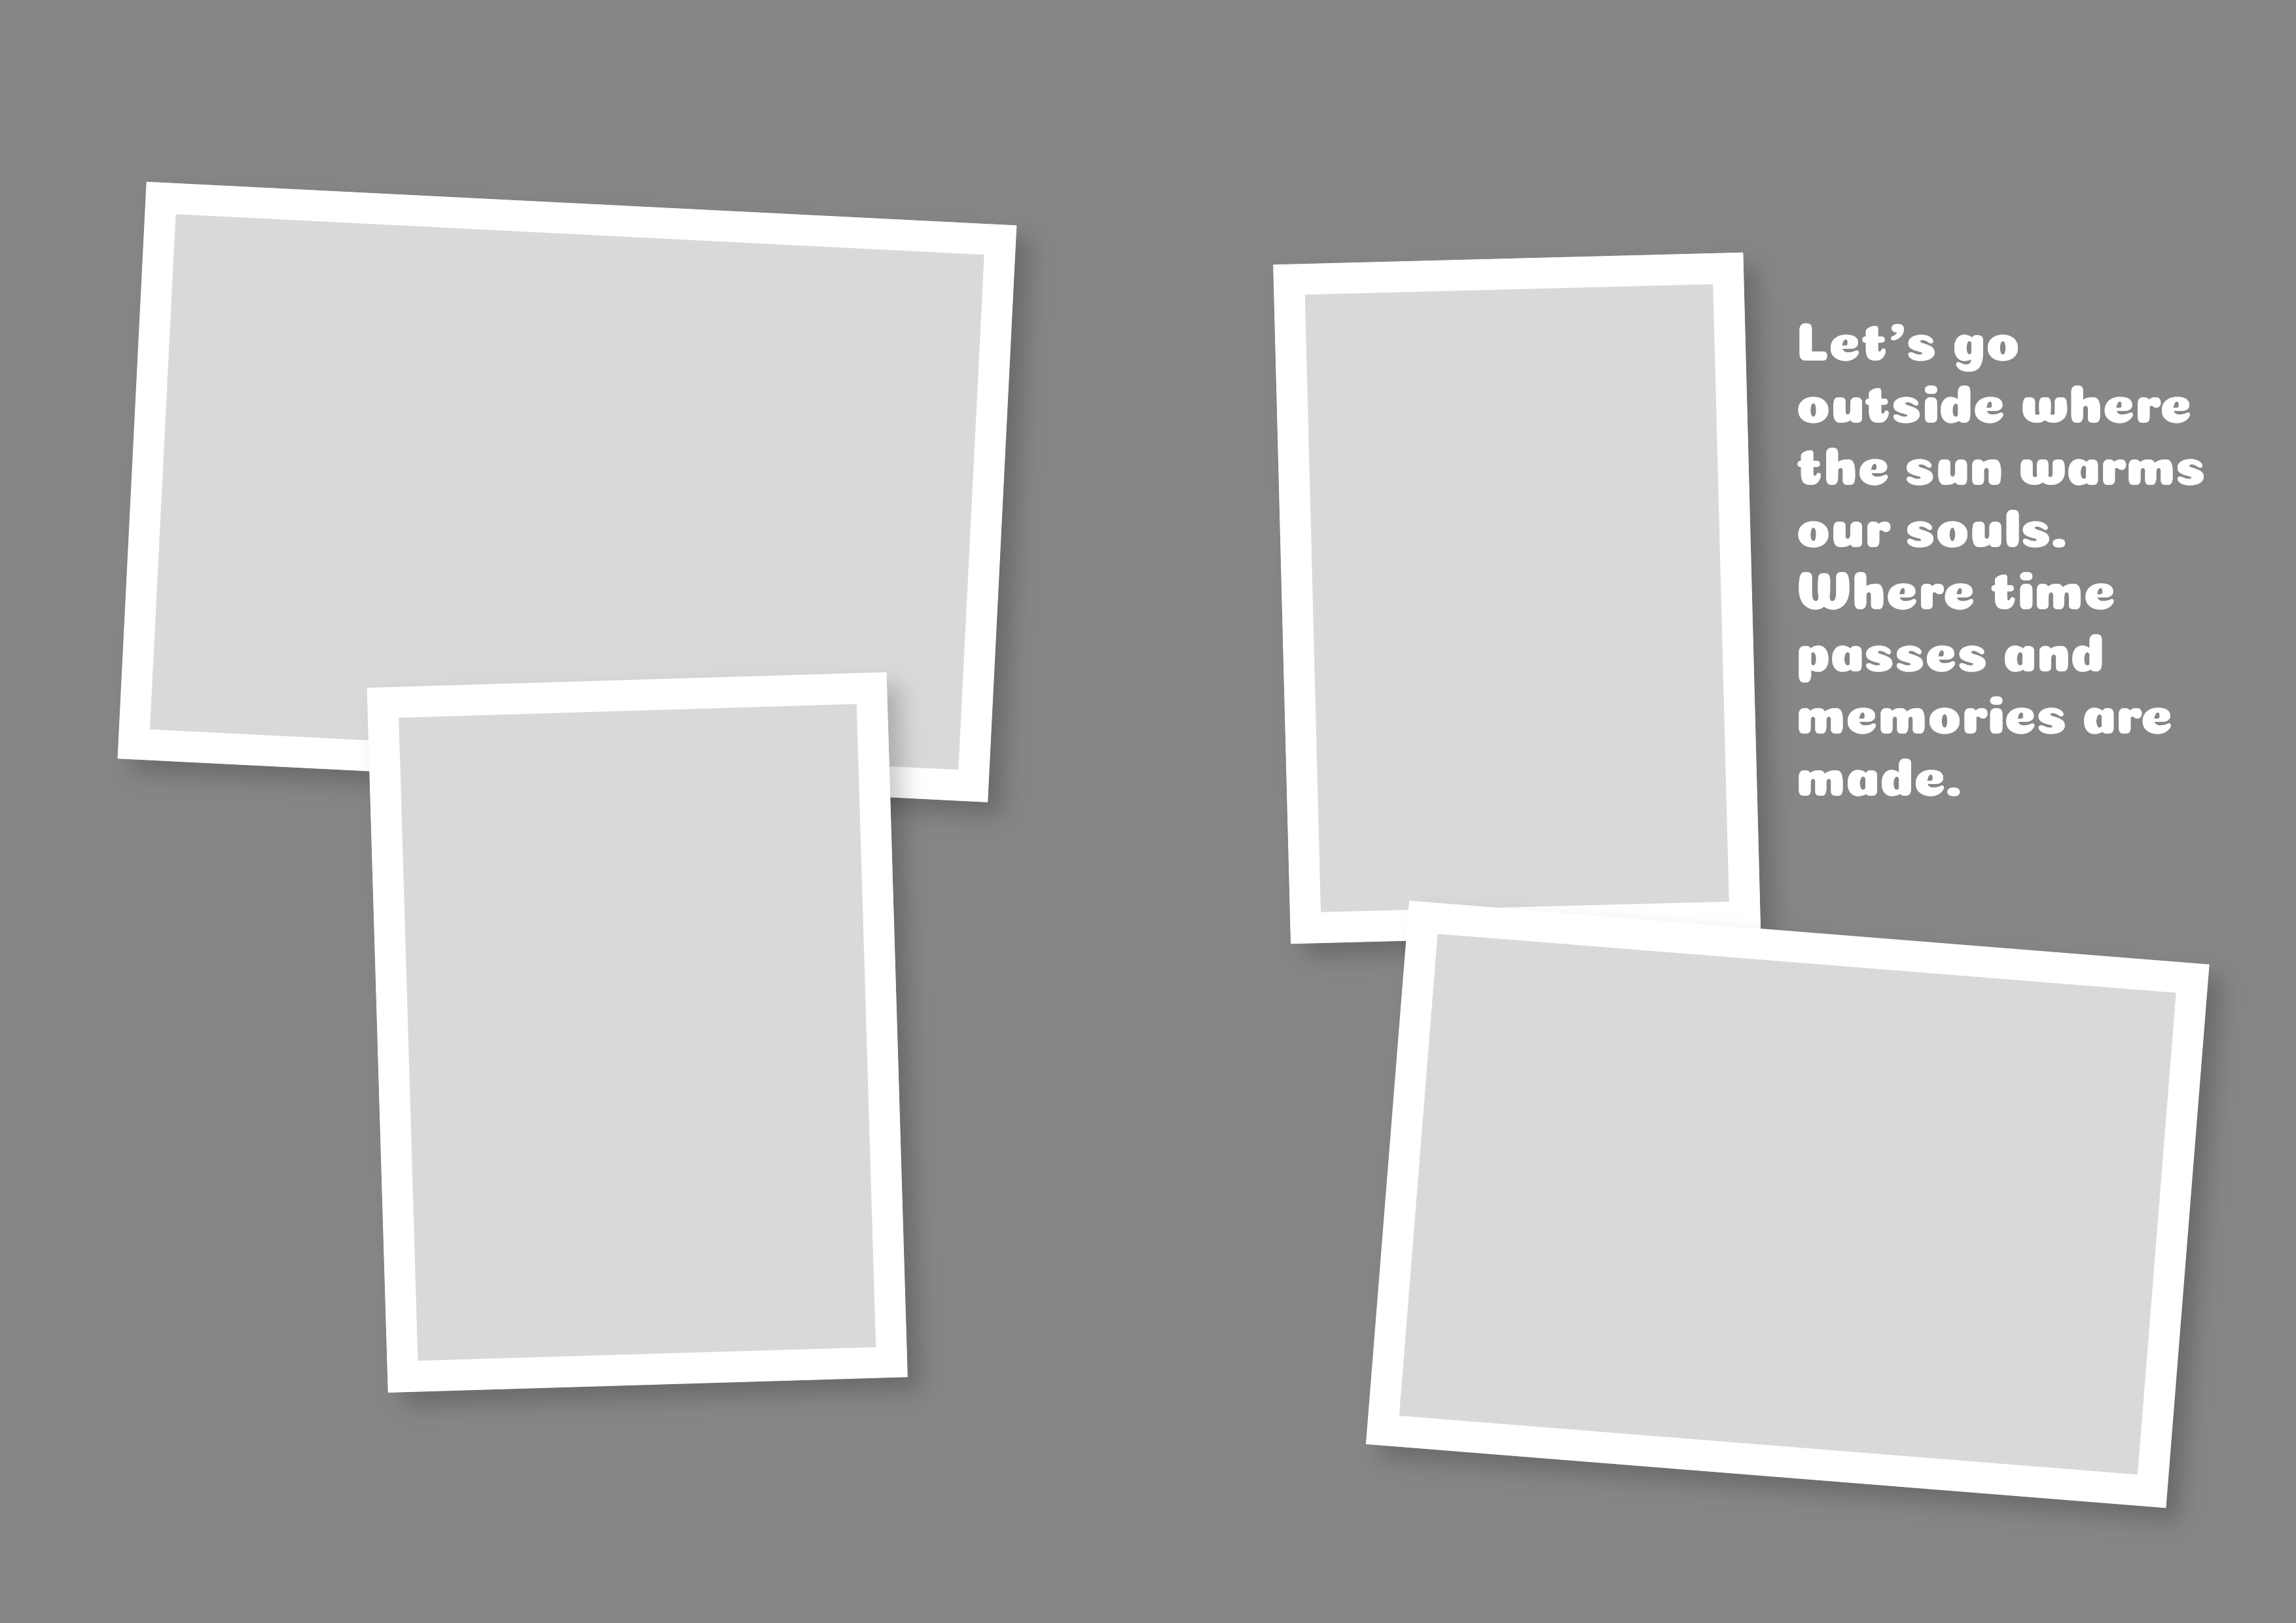 Let’s go
outside where
the sun warms
our souls.
Where time
passes and
memories are
made.